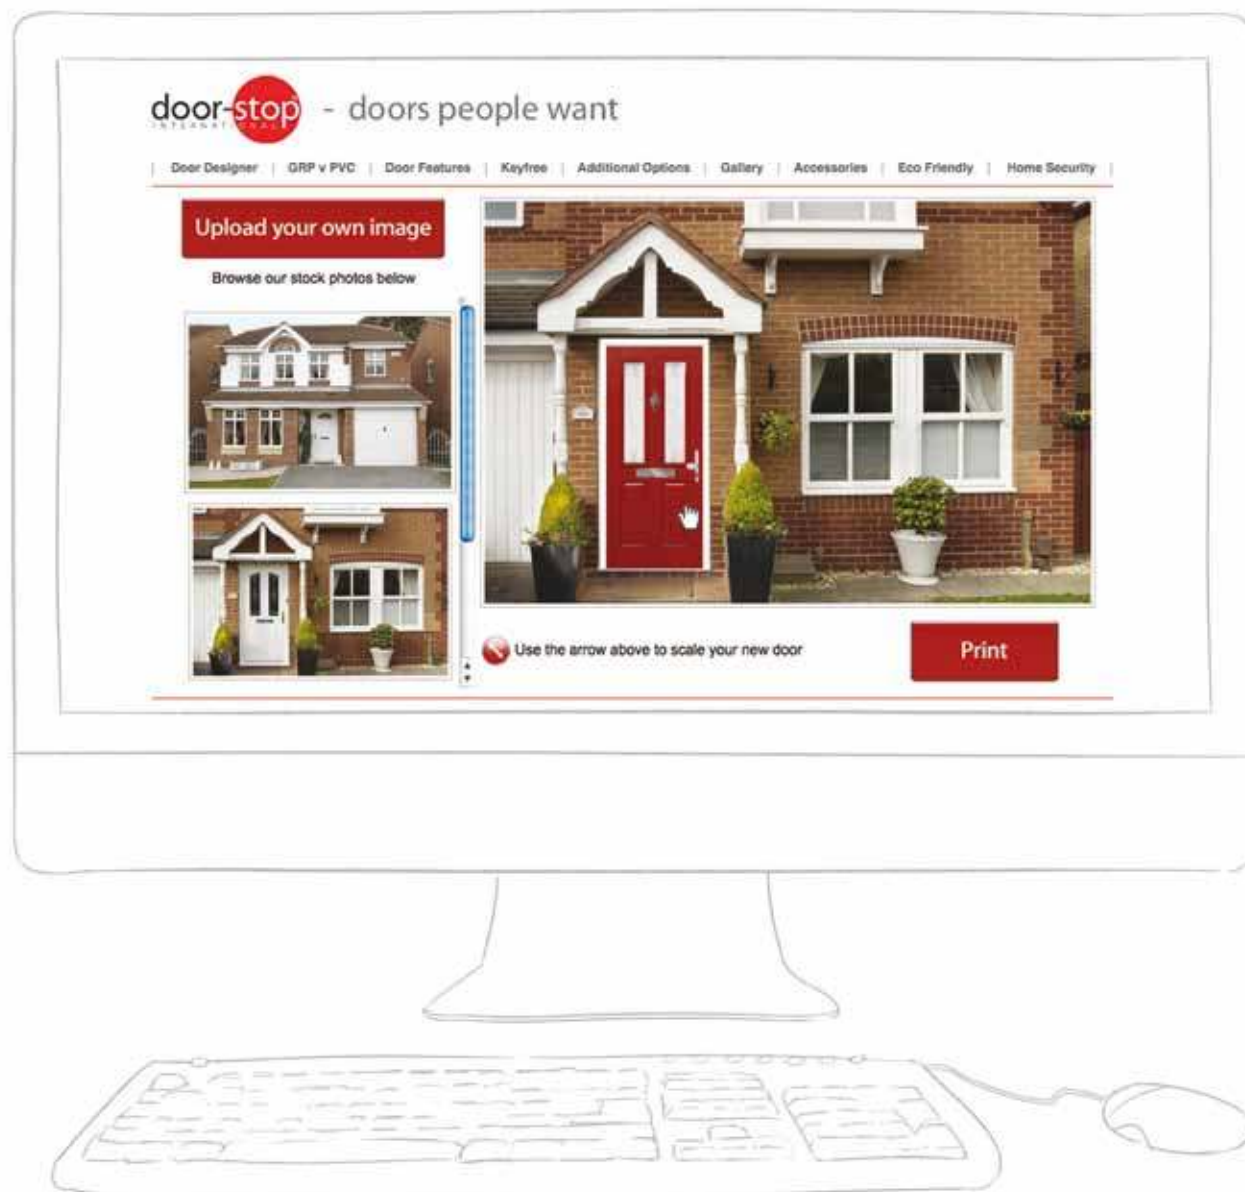 door-stop - doors people want
INTERNATIONAL
Door Designer | GRP v PVC | Door Features | Keyfree | Additional Options | Gallery | Accessories | Eco Friendly | Home Security
Upload your own image
Browse our stock photos below
Use the arrow above to scale your new door
Print